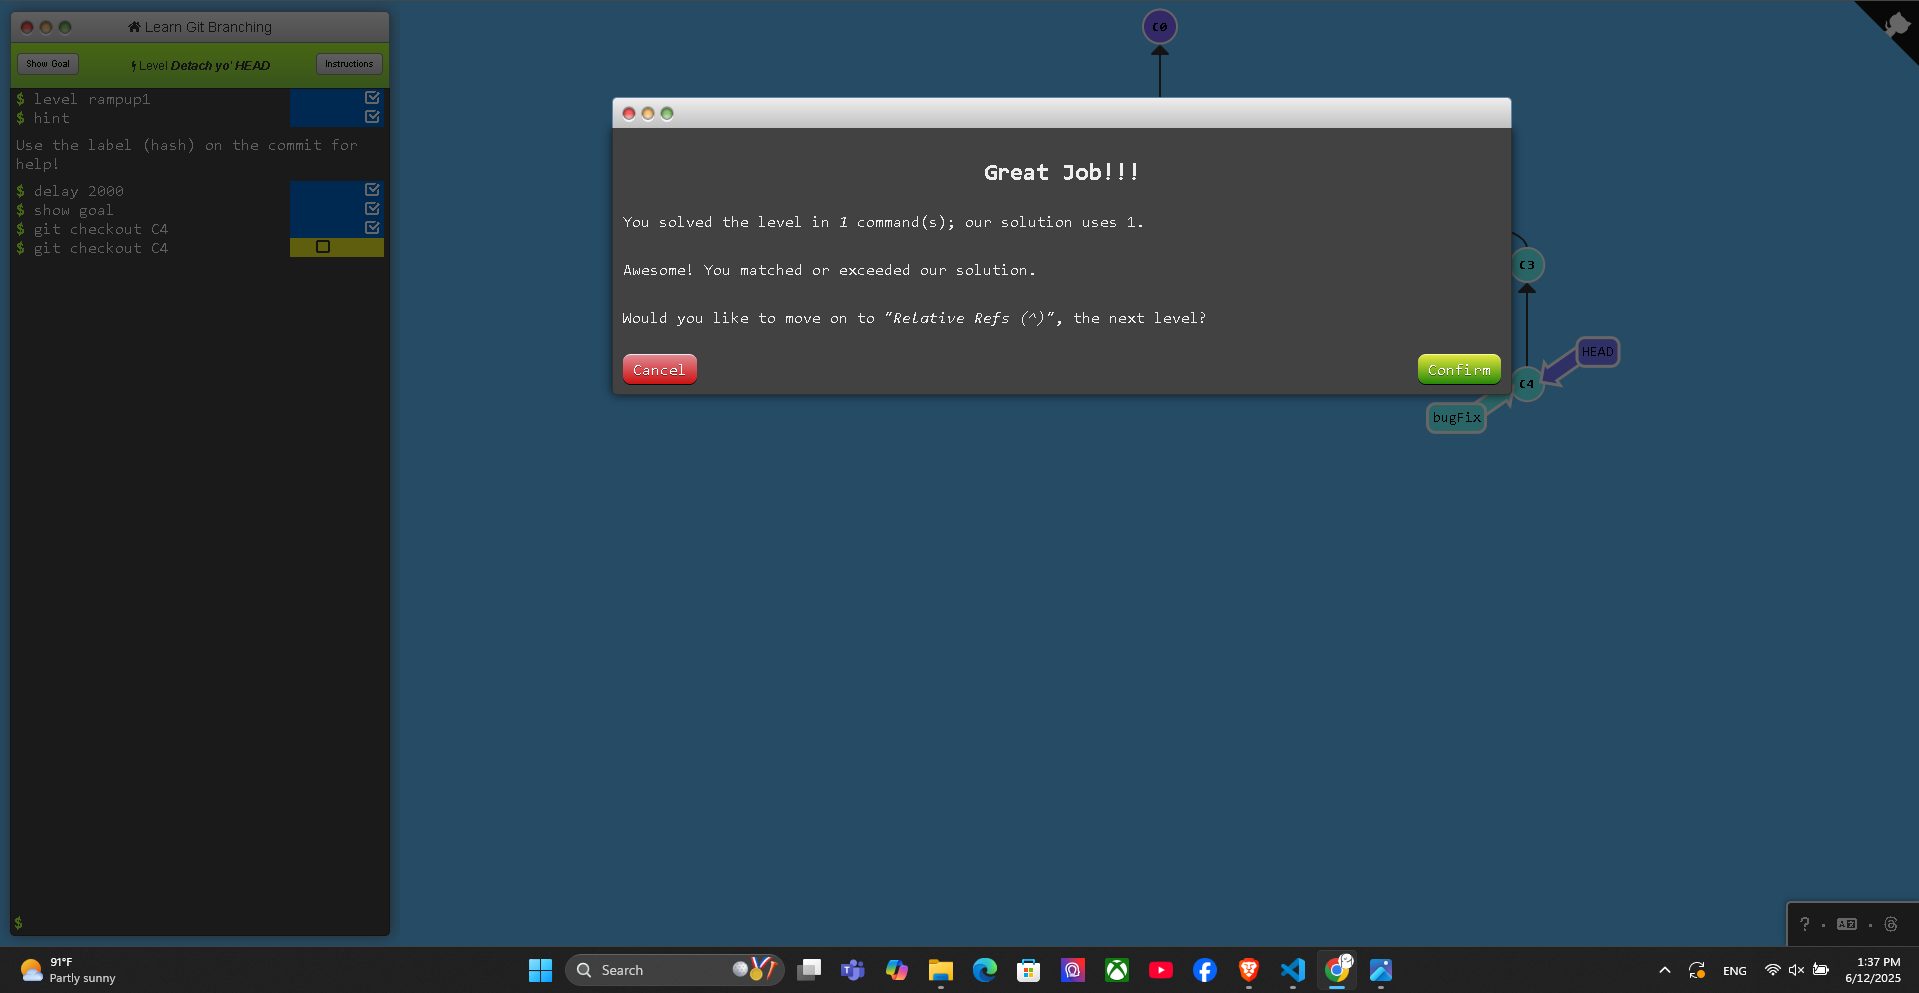 Learn Git Branching
Show Goal
Level Detach yo' HEAD
Instructions
$ level rampup1
$ hint
Use the label (hash) on the commit for
help!
$ delay 2000
$ show goal
$ git checkout C4
$ git checkout C4
$
C0
Great Job!!!
You solved the level in 1 command(s); our solution uses 1.
Awesome! You matched or exceeded our solution.
Would you like to move on to "Relative Refs (^)", the next level?
Cancel
Confirm
C3
HEAD
C4
bugFix
?
91°F
Partly sunny
Search
ENG
1:37 PM
6/12/2025